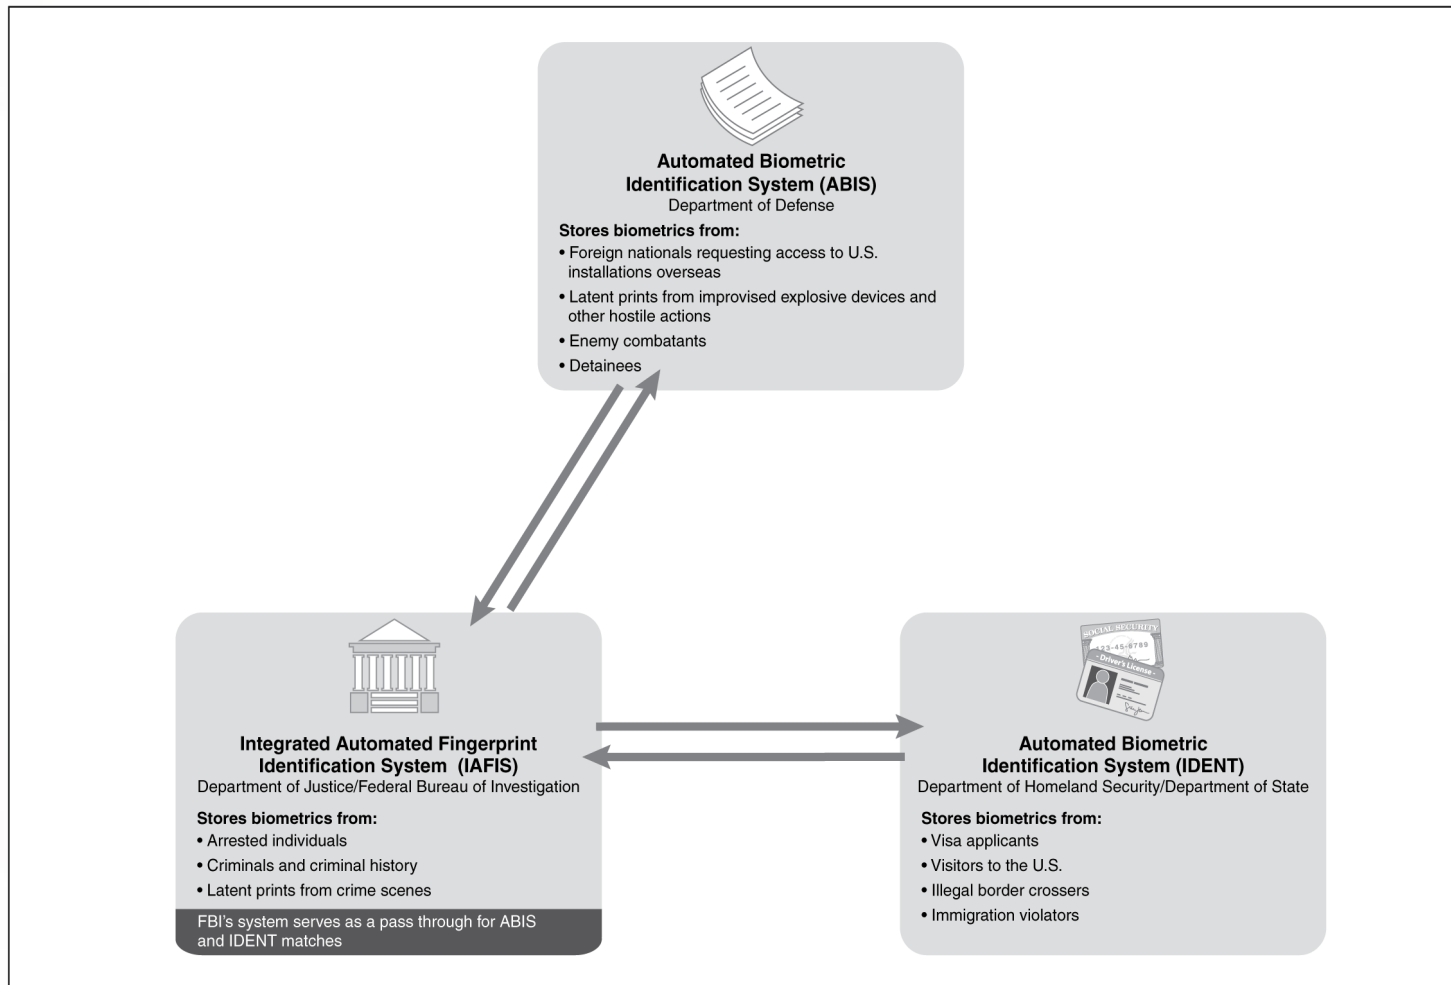 Automated Biometric
Identification System (ABIS)
Department of Defense
Stores biometrics from:
• Foreign nationals requesting access to U.S.
installations overseas
• Latent prints from improvised explosive devices and
other hostile actions
• Enemy combatants
• Detainees
Integrated Automated Fingerprint
Identification System (IAFIS)
Department of Justice/Federal Bureau of Investigation
Stores biometrics from:
• Arrested individuals
• Criminals and criminal history
• Latent prints from crime scenes
FBI's system serves as a pass through for ABIS
and IDENT matches
SOCIAL SECURITY
123-45-6789
- Driver's License -
Automated Biometric
Identification System (IDENT)
Department of Homeland Security/Department of State
Stores biometrics from:
• Visa applicants
• Visitors to the U.S.
• Illegal border crossers
• Immigration violators